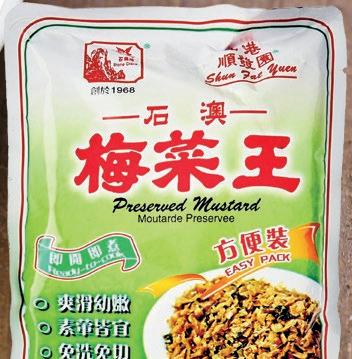 香港
順發園
Shun Fat Yuen
創於1968
石澳
梅菜王
Preserved Mustard
Moutarde Preservee
即開即煮
Ready-to-cook
方便裝
EASY PACK
爽滑幼嫩
素葷皆宜
免洗免切